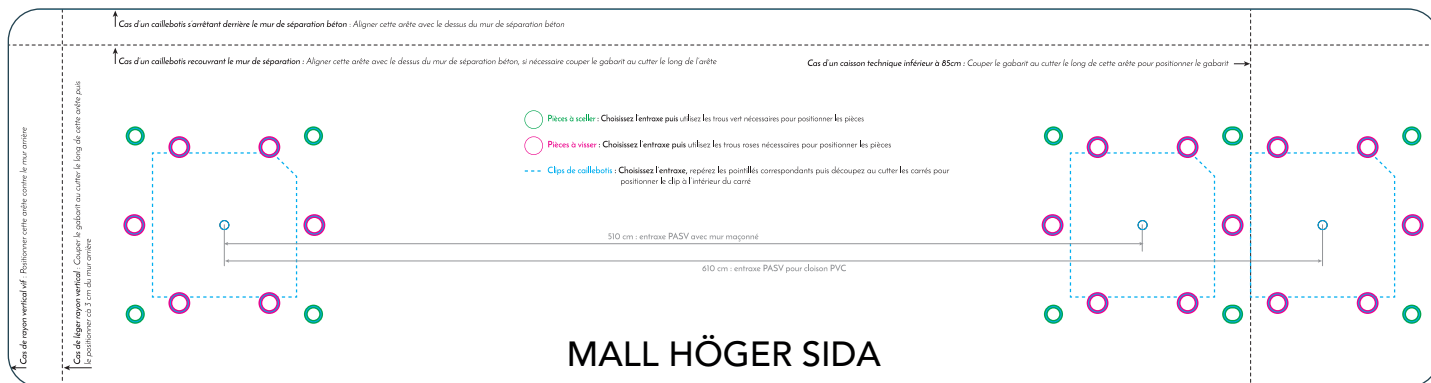 Cas d'un caillebotis s'arrêtant derrière le mur de séparation béton : Aligner cette arête avec le dessus du mur de séparation béton
Cas d'un caillebotis recouvrant le mur de séparation : Aligner cette arête avec le dessus du mur de séparation béton, si nécessaire couper le gabarit au cutter le long de l'arête
Cas d'un caisson technique inférieur à 85cm : Couper le gabarit au cutter le long de cette arête pour positionner le gabarit
Cas de rayon vertical vif : Positionner cette arête contre le mur arrière
Cas de léger rayon vertical : Couper le gabarit au cutter le long de cette arête puis
le positionner cà 3 cm du mur arrière
Pièces à sceller : Choisissez l'entraxe puis utilisez les trous vert nécessaires pour positionner les pièces
Pièces à visser : Choisissez l'entraxe puis utilisez les trous roses nécessaires pour positionner les pièces
Clips de caillebotis : Choisissez l'entraxe, repérez les pointillés correspondants puis découpez au cutter les carrés pour
positionner le clip à l'intérieur du carré
510 cm : entraxe PASV avec mur maçonné
610 cm : entraxe PASV pour cloison PVC
MALL HÖGER SIDA